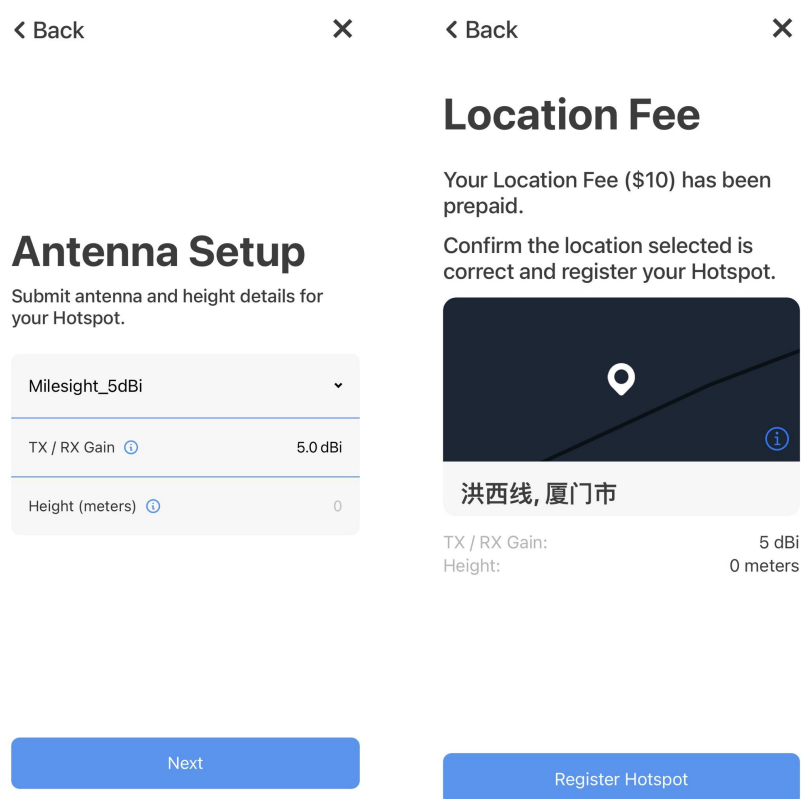 Back
Antenna Setup
Submit antenna and height details for
your Hotspot.
Milesight_5dBi
TX / RX Gain 5.0 dBi
Height (meters) 0
Next
Back
Location Fee
Your Location Fee ($10) has been
prepaid.
Confirm the location selected is
correct and register your Hotspot.
洪西线, 厦门市
TX / RX Gain: 5 dBi
Height: 0 meters
Register Hotspot